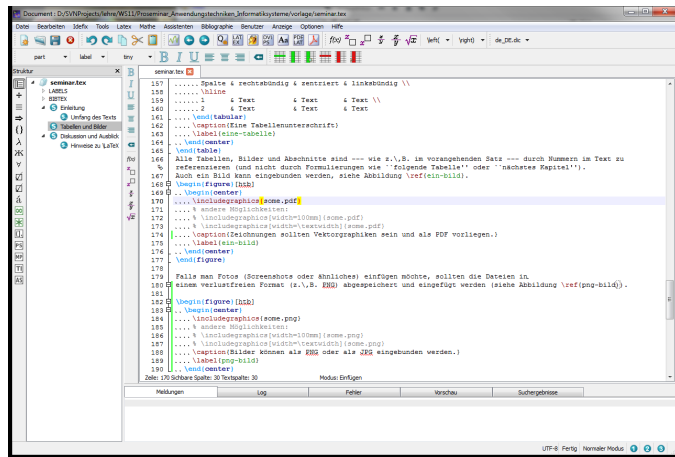 Document : D:/SVNProjects/lehre/WS11/Proseminar_Anwendungstechniken_Informatiksysteme/vorlage/seminar.tex
Datei Bearbeiten Idefix Tools Latex Mathe Assistenten Bibliographie Benutzer Anzeige Optionen Hilfe
f(x) \left( \right) de_DE.dic
part label tiny
Struktur
seminar.tex
LABELS
BIBTEX
Einleitung
Umfang des Texts
Tabellen und Bilder
Diskussion und Ausblick
Hinweise zu 'LaTeX
157 ......Spalte & rechtsbündig & zentriert & linksbündig \\
158 ......\hline
159 ......1 & Text & Text & Text \\
160 ......2 & Text & Text & Text
161 ....\end{tabular}
162 ....\caption{Eine Tabellenunterschrift}
163 ....\label{eine-tabelle}
164 ..\end{center}
165 \end{table}
166 Alle Tabellen, Bilder und Abschnitte sind --- wie z.\,B. im vorangehenden Satz --- durch Nummern im Text zu
% referenzieren (und nicht durch Formulierungen wie ``folgende Tabelle'' oder ``nächstes Kapitel'').
167 Auch ein Bild kann eingebunden werden, siehe Abbildung \ref{ein-bild}.
168 \begin{figure}[htb]
169 ..\begin{center}
170 ....\includegraphics{some.pdf}
171 ....% andere Möglichkeiten:
172 ....% \includegraphics[width=100mm]{some.pdf}
173 ....% \includegraphics[width=\textwidth]{some.pdf}
174 ....\caption{Zeichnungen sollten Vektorgraphiken sein und als PDF vorliegen.}
175 ....\label{ein-bild}
176 ..\end{center}
177 \end{figure}
178
179 Falls man Fotos (Screenshots oder ähnliches) einfügen möchte, sollten die Dateien in
180 einem verlustfreien Format (z.\,B. PNG) abgespeichert und eingefügt werden (siehe Abbildung \ref{png-bild}).
181
182 \begin{figure}[htb]
183 ..\begin{center}
184 ....\includegraphics{some.png}
185 ....% andere Möglichkeiten:
186 ....% \includegraphics[width=100mm]{some.png}
187 ....% \includegraphics[width=\textwidth]{some.png}
188 ....\caption{Bilder können als PNG oder als JPG eingebunden werden.}
189 ....\label{png-bild}
190 ..\end{center}
Zeile: 170 Sichtbare Spalte: 30 Textspalte: 30 Modus: Einfügen
Meldungen Log Fehler Vorschau Suchergebnisse
UTF-8 Fertig Normaler Modus